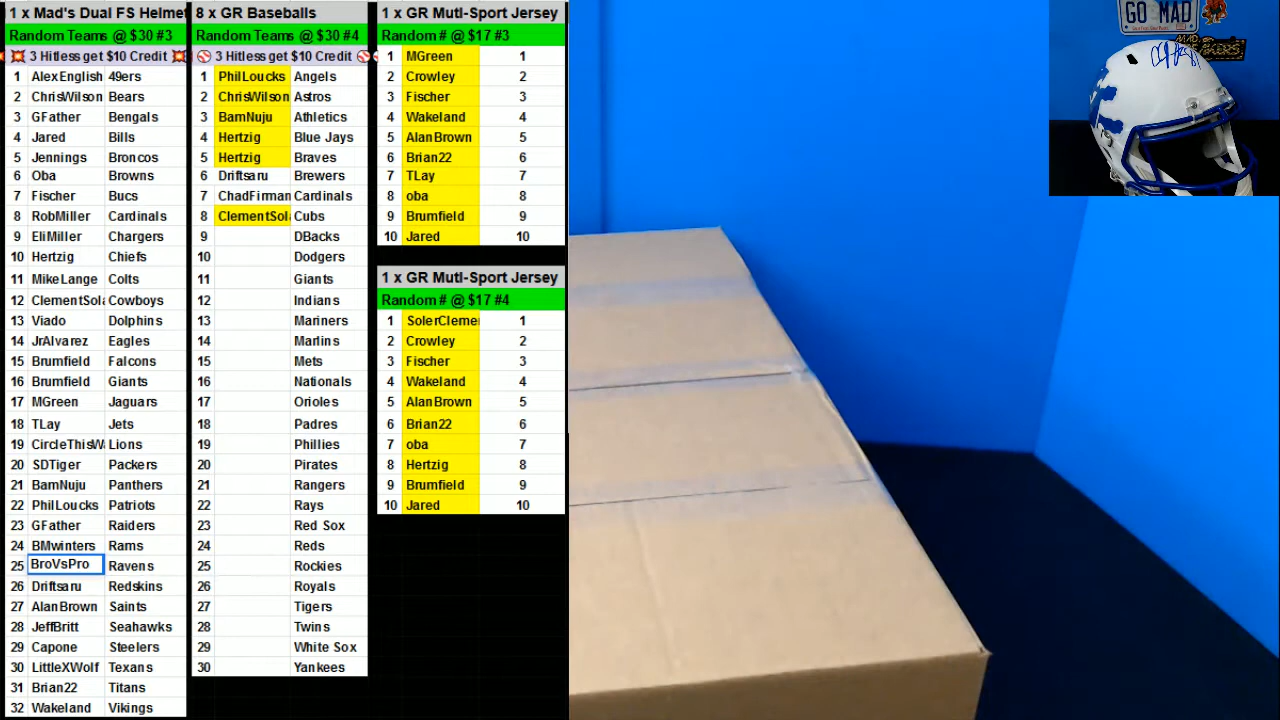 1 x Mad's Dual FS Helmet
Random Teams @ $30 #3
3 Hitless get $10 Credit
1 AlexEnglish 49ers
2 ChrisWilson Bears
3 GFather Bengals
4 Jared Bills
5 Jennings Broncos
6 Oba Browns
7 Fischer Bucs
8 RobMiller Cardinals
9 EliMiller Chargers
10 Hertzig Chiefs
11 MikeLange Colts
12 ClementSola Cowboys
13 Viado Dolphins
14 JrAlvarez Eagles
15 Brumfield Falcons
16 Brumfield Giants
17 MGreen Jaguars
18 TLay Jets
19 CircleThisW Lions
20 SDTiger Packers
21 BamNuju Panthers
22 PhilLoucks Patriots
23 GFather Raiders
24 BMwinters Rams
25 BroVsPro Ravens
26 Driftsaru Redskins
27 AlanBrown Saints
28 JeffBritt Seahawks
29 Capone Steelers
30 LittleXWolf Texans
31 Brian22 Titans
32 Wakeland Vikings
8 x GR Baseballs
Random Teams @ $30 #4
3 Hitless get $10 Credit
1 PhilLoucks Angels
2 ChrisWilson Astros
3 BamNuju Athletics
4 Hertzig Blue Jays
5 Hertzig Braves
6 Driftsaru Brewers
7 ChadFirman Cardinals
8 ClementSola Cubs
9 DBacks
10 Dodgers
11 Giants
12 Indians
13 Mariners
14 Marlins
15 Mets
16 Nationals
17 Orioles
18 Padres
19 Phillies
20 Pirates
21 Rangers
22 Rays
23 Red Sox
24 Reds
25 Rockies
26 Royals
27 Tigers
28 Twins
29 White Sox
30 Yankees
1 x GR Mutl-Sport Jersey
Random # @ $17 #3
1 MGreen 1
2 Crowley 2
3 Fischer 3
4 Wakeland 4
5 AlanBrown 5
6 Brian22 6
7 TLay 7
8 oba 8
9 Brumfield 9
10 Jared 10
1 x GR Mutl-Sport Jersey
Random # @ $17 #4
1 SolerClemer 1
2 Crowley 2
3 Fischer 3
4 Wakeland 4
5 AlanBrown 5
6 Brian22 6
7 oba 7
8 Hertzig 8
9 Brumfield 9
10 Jared 10
GO MAD